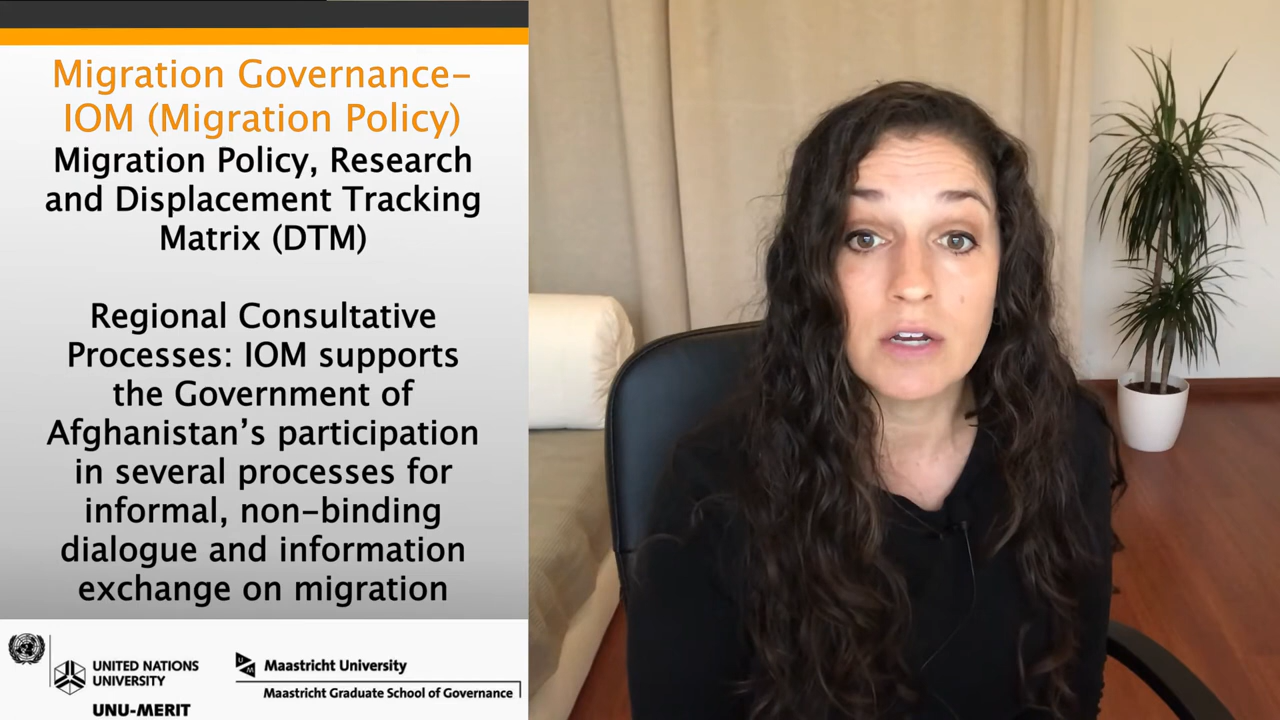 Migration Governance-
IOM (Migration Policy)
Migration Policy, Research
and Displacement Tracking
Matrix (DTM)
Regional Consultative
Processes: IOM supports
the Government of
Afghanistan’s participation
in several processes for
informal, non-binding
dialogue and information
exchange on migration
UNITED NATIONS
UNIVERSITY
UNU-MERIT
Maastricht University
Maastricht Graduate School of Governance